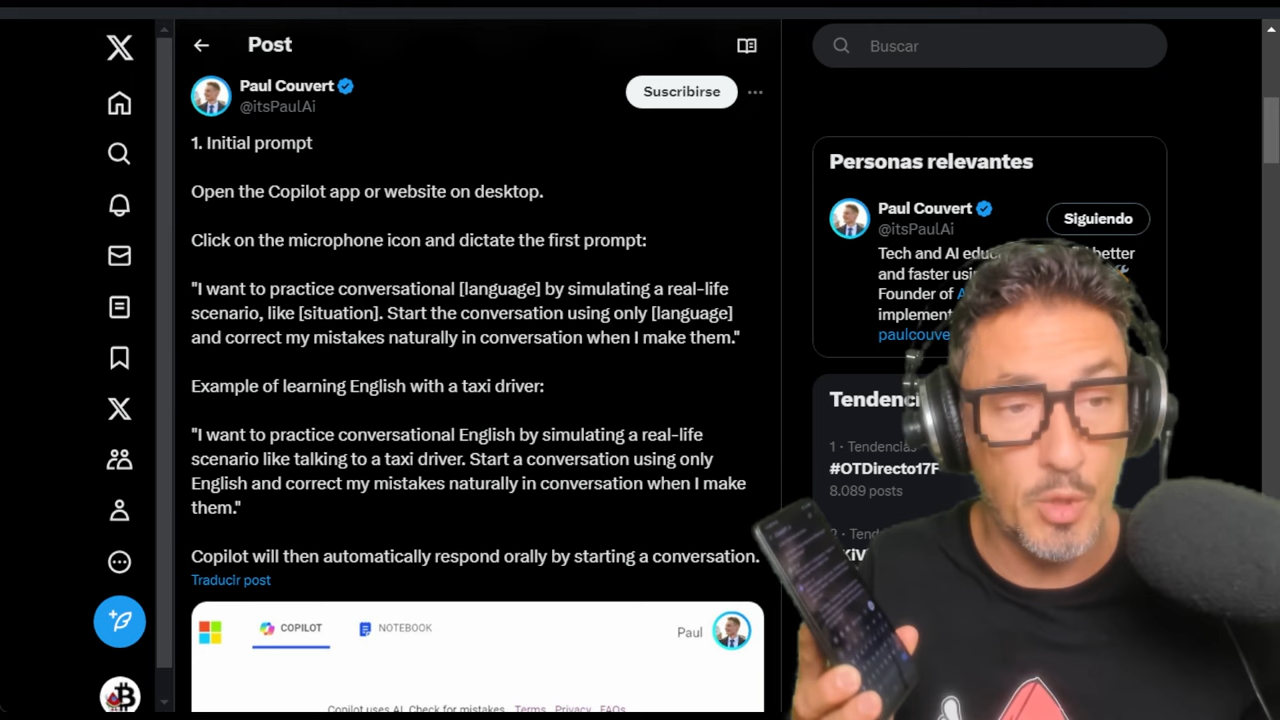 Post
Paul Couvert
@itsPaulAi
Suscribirse
1. Initial prompt
Open the Copilot app or website on desktop.
Click on the microphone icon and dictate the first prompt:
"I want to practice conversational [language] by simulating a real-life
scenario, like [situation]. Start the conversation using only [language]
and correct my mistakes naturally in conversation when I make them."
Example of learning English with a taxi driver:
"I want to practice conversational English by simulating a real-life
scenario like talking to a taxi driver. Start a conversation using only
English and correct my mistakes naturally in conversation when I make
them."
Copilot will then automatically respond orally by starting a conversation.
Traducir post
COPILOT
NOTEBOOK
Paul
Copilot uses AI. Check for mistakes. Terms Privacy FAQs
Buscar
Personas relevantes
Paul Couvert
@itsPaulAi
Siguiendo
Tech and AI better
and faster
Founder of
1 · Tendencias
#OTDirecto17F
8.089 posts